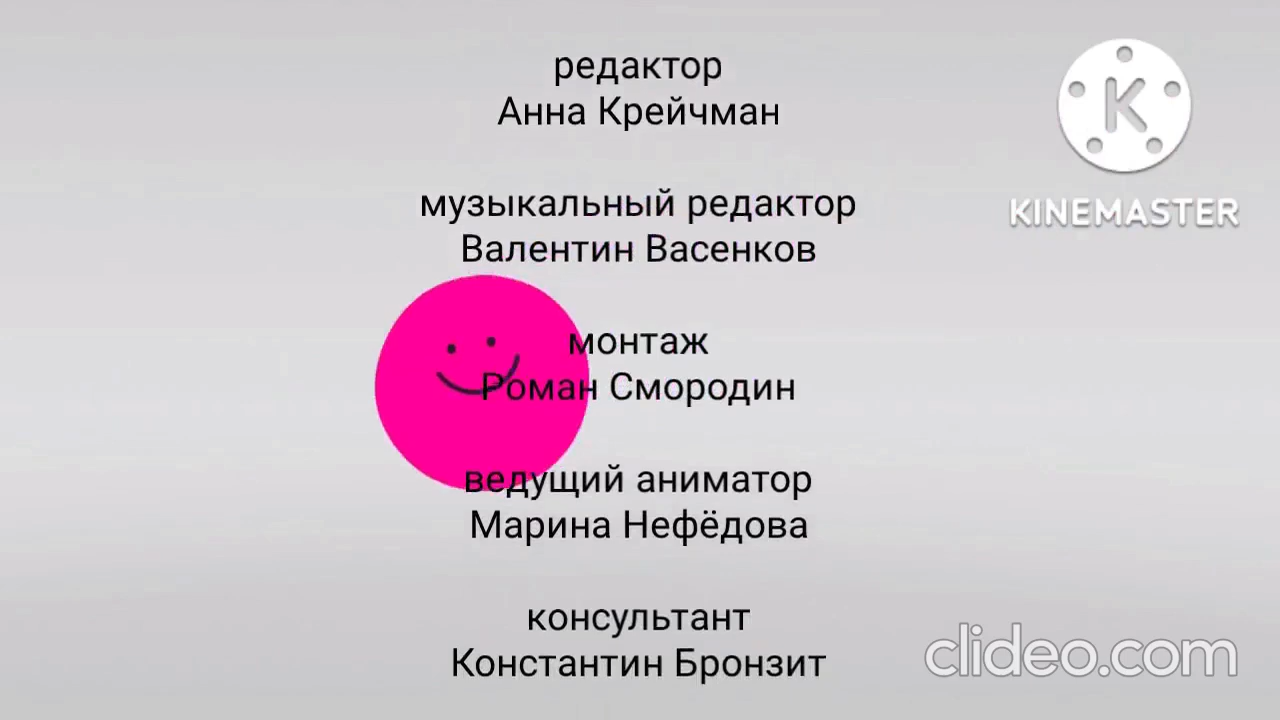 редактор
Анна Крейчман
музыкальный редактор
Валентин Васенков
монтаж
Роман Смородин
ведущий аниматор
Марина Нефёдова
консультант
Константин Бронзит
K
KINEMASTER
clideo.com